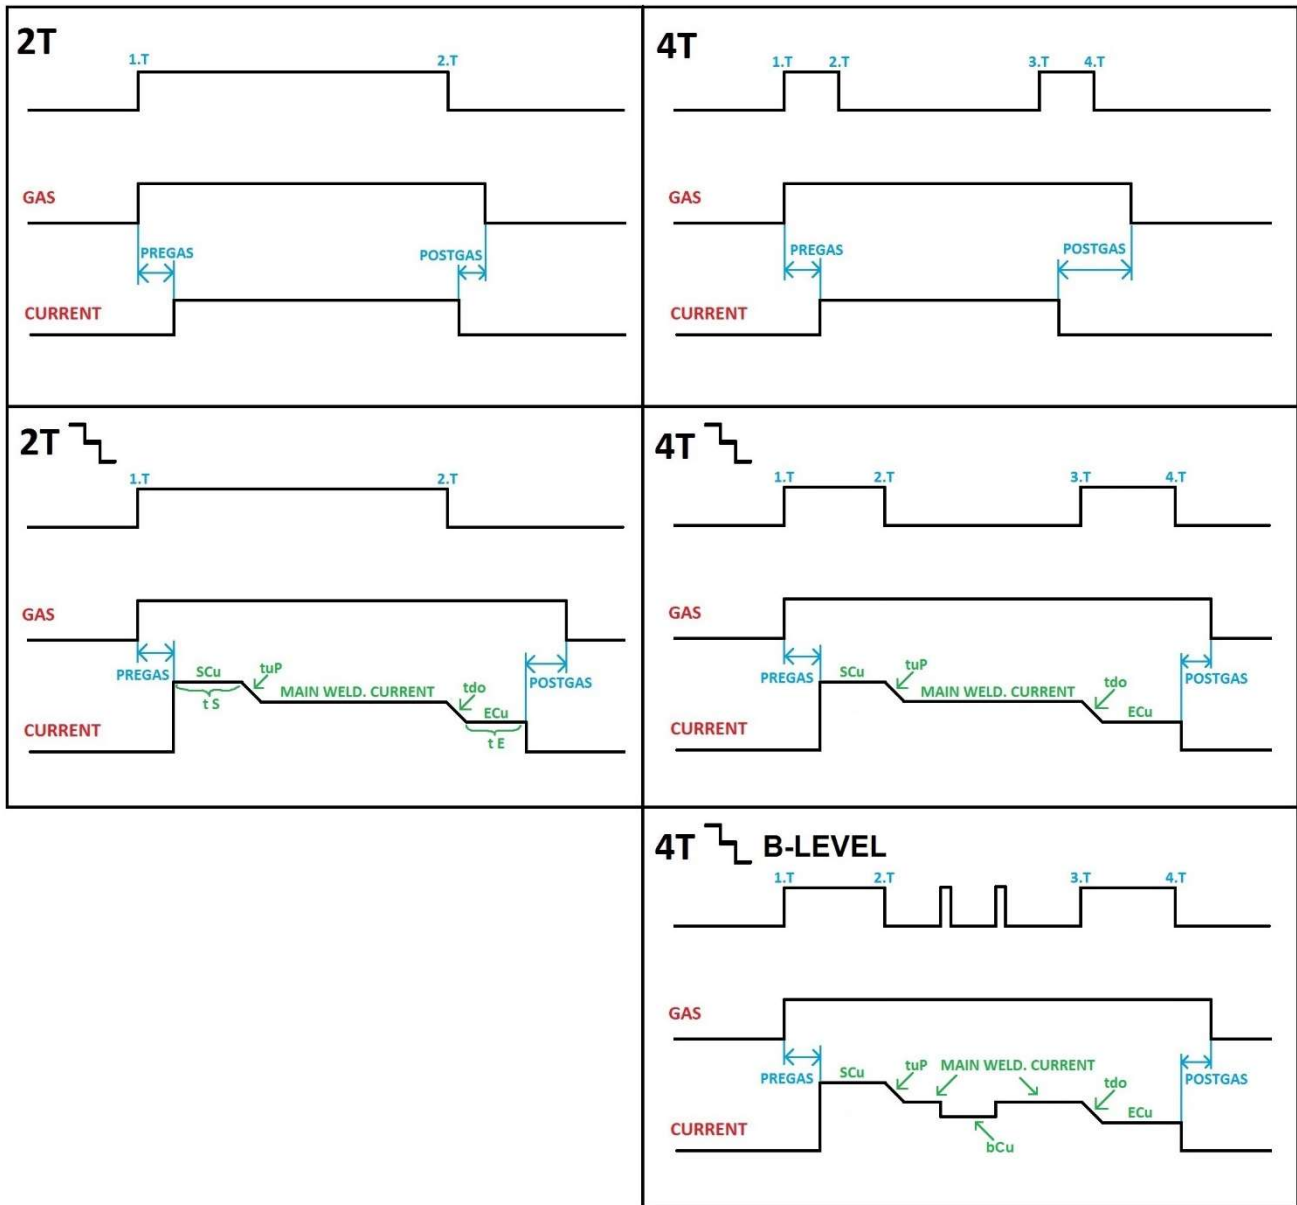 2T
1.T 2.T
GAS
PREGAS POSTGAS
CURRENT
4T
1.T 2.T 3.T 4.T
GAS
PREGAS POSTGAS
CURRENT
2T
1.T 2.T
GAS
PREGAS SCu tuP MAIN WELD. CURRENT tdo ECu POSTGAS
t S t E
CURRENT
4T
1.T 2.T 3.T 4.T
GAS
PREGAS SCu tuP MAIN WELD. CURRENT tdo ECu POSTGAS
CURRENT
4T B-LEVEL
1.T 2.T 3.T 4.T
GAS
PREGAS SCu tuP MAIN WELD. CURRENT tdo ECu POSTGAS
CURRENT
bCu